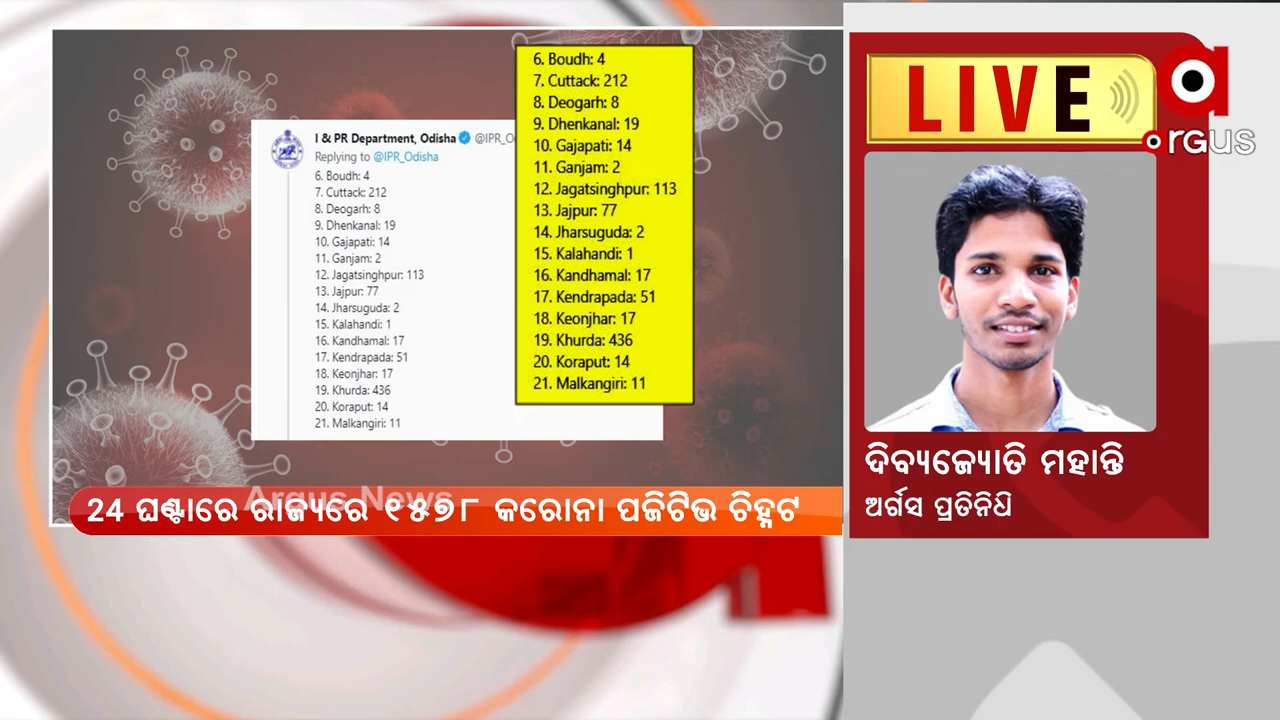 I & PR Department, Odisha @IPR_O
Replying to @IPR_Odisha
6. Boudh: 4
7. Cuttack: 212
8. Deogarh: 8
9. Dhenkanal: 19
10. Gajapati: 14
11. Ganjam: 2
12. Jagatsinghpur: 113
13. Jajpur: 77
14. Jharsuguda: 2
15. Kalahandi: 1
16. Kandhamal: 17
17. Kendrapada: 51
18. Keonjhar: 17
19. Khurda: 436
20. Koraput: 14
21. Malkangiri: 11
6. Boudh: 4
7. Cuttack: 212
8. Deogarh: 8
9. Dhenkanal: 19
10. Gajapati: 14
11. Ganjam: 2
12. Jagatsinghpur: 113
13. Jajpur: 77
14. Jharsuguda: 2
15. Kalahandi: 1
16. Kandhamal: 17
17. Kendrapada: 51
18. Keonjhar: 17
19. Khurda: 436
20. Koraput: 14
21. Malkangiri: 11
Argus News
24 ଘଣ୍ଟାରେ ରାଜ୍ୟରେ ୧୫୭୮ କରୋନା ପଜିଟିଭ ଚିହ୍ନଟ
LIVE
argus
ଦିବ୍ୟଜ୍ୟୋତି ମହାନ୍ତି
ଅର୍ଗସ ପ୍ରତିନିଧି